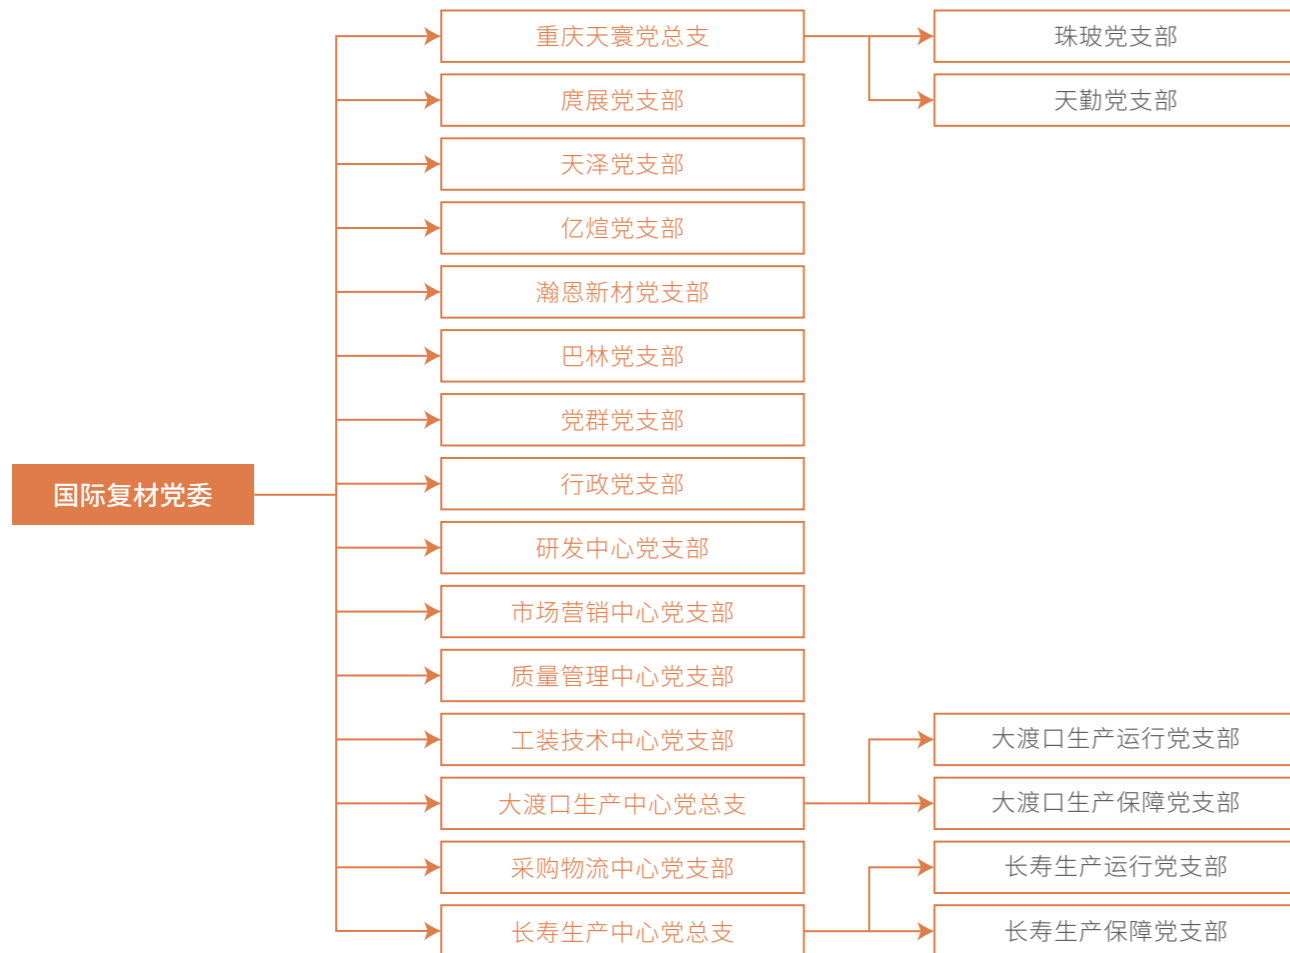 国际复材党委
重庆天寰党总支
珠玻党支部
天勤党支部
庹展党支部
天泽党支部
亿煊党支部
瀚恩新材党支部
巴林党支部
党群党支部
行政党支部
研发中心党支部
市场营销中心党支部
质量管理中心党支部
工装技术中心党支部
大渡口生产中心党总支
大渡口生产运行党支部
大渡口生产保障党支部
采购物流中心党支部
长寿生产中心党总支
长寿生产运行党支部
长寿生产保障党支部